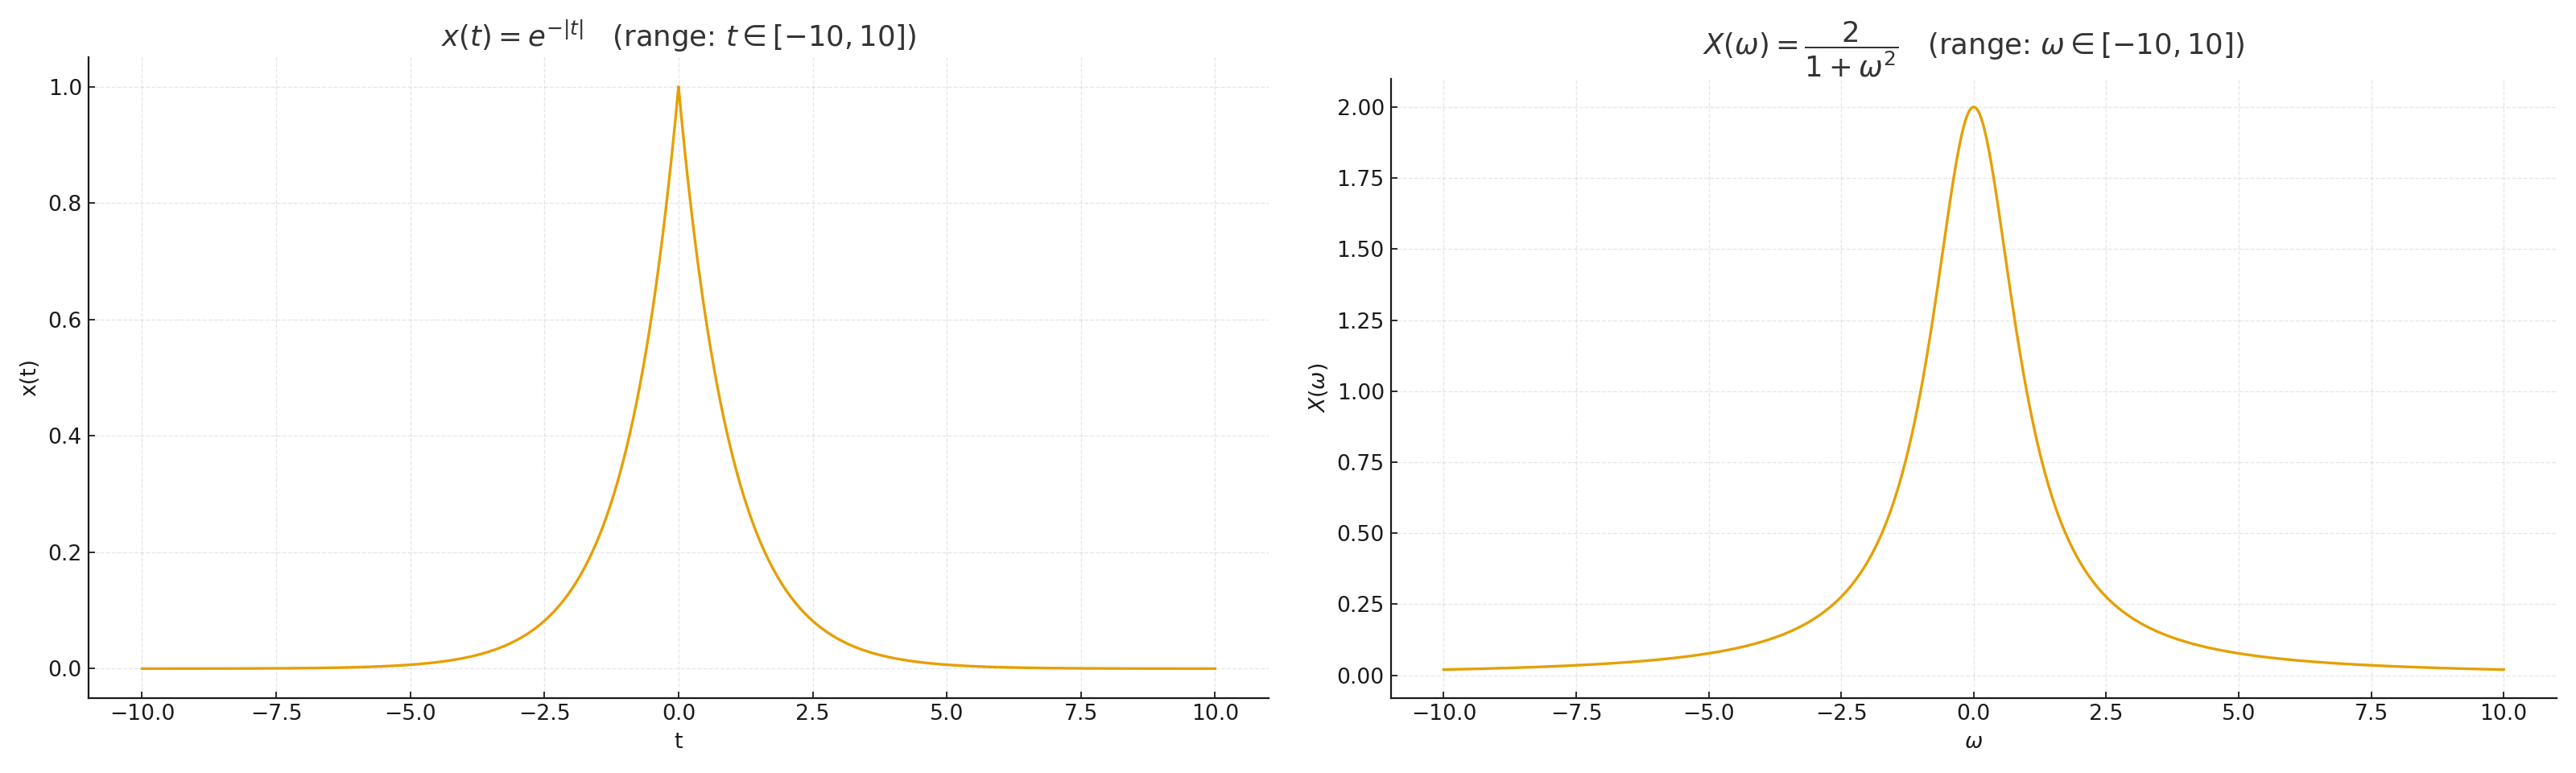 x(t) = e^{-|t|} (range: t ∈ [−10, 10])
1.0
0.8
0.6
0.4
0.2
0.0
x(t)
−10.0 −7.5 −5.0 −2.5 0.0 2.5 5.0 7.5 10.0
t
X(ω) = \frac{2}{1 + ω^2} (range: ω ∈ [−10, 10])
2.00
1.75
1.50
1.25
1.00
0.75
0.50
0.25
0.00
X(ω)
−10.0 −7.5 −5.0 −2.5 0.0 2.5 5.0 7.5 10.0
ω